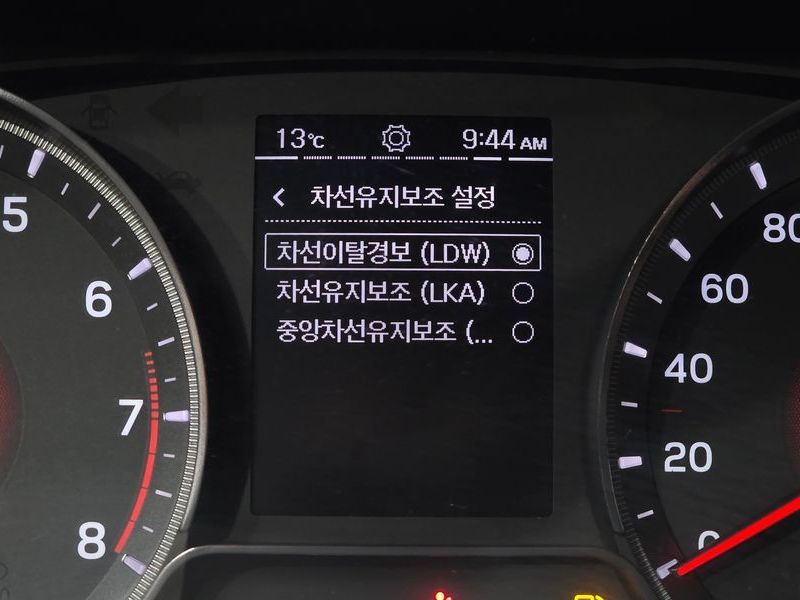 13℃ 9:44 AM
< 차선유지보조 설정
차선이탈경보 (LDW)
차선유지보조 (LKA)
중앙차선유지보조 (...
5
6
7
8
80
60
40
20
0